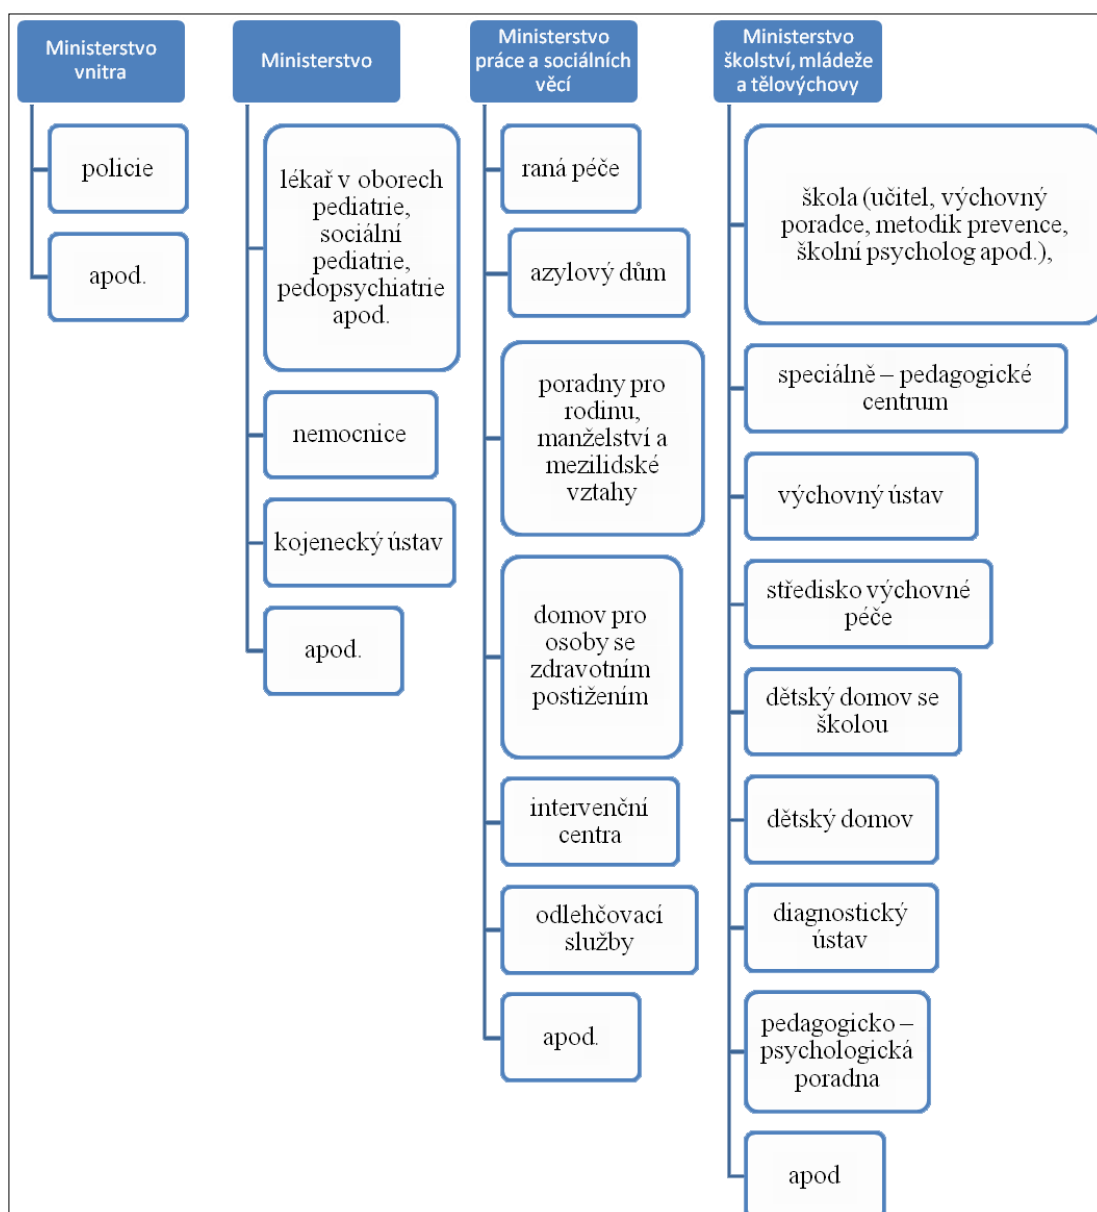 Ministerstvo
vnitra
policie
apod.
Ministerstvo
lékař v oborech
pediatrie,
sociální
pediatrie,
pedopsychiatrie
apod.
nemocnice
kojenecký ústav
apod.
Ministerstvo
práce a sociálních
věcí
raná péče
azylový dům
poradny pro
rodinu,
manželství a
mezilidské
vztahy
domov pro
osoby se
zdravotním
postižením
intervenční
centra
odlehčovací
služby
apod.
Ministerstvo
školství, mládeže
a tělovýchovy
škola (učitel, výchovný
poradce, metodik prevence,
školní psycholog apod.),
speciálně – pedagogické
centrum
výchovný ústav
středisko výchovné
péče
dětský domov se
školou
dětský domov
diagnostický
ústav
pedagogicko –
psychologická
poradna
apod